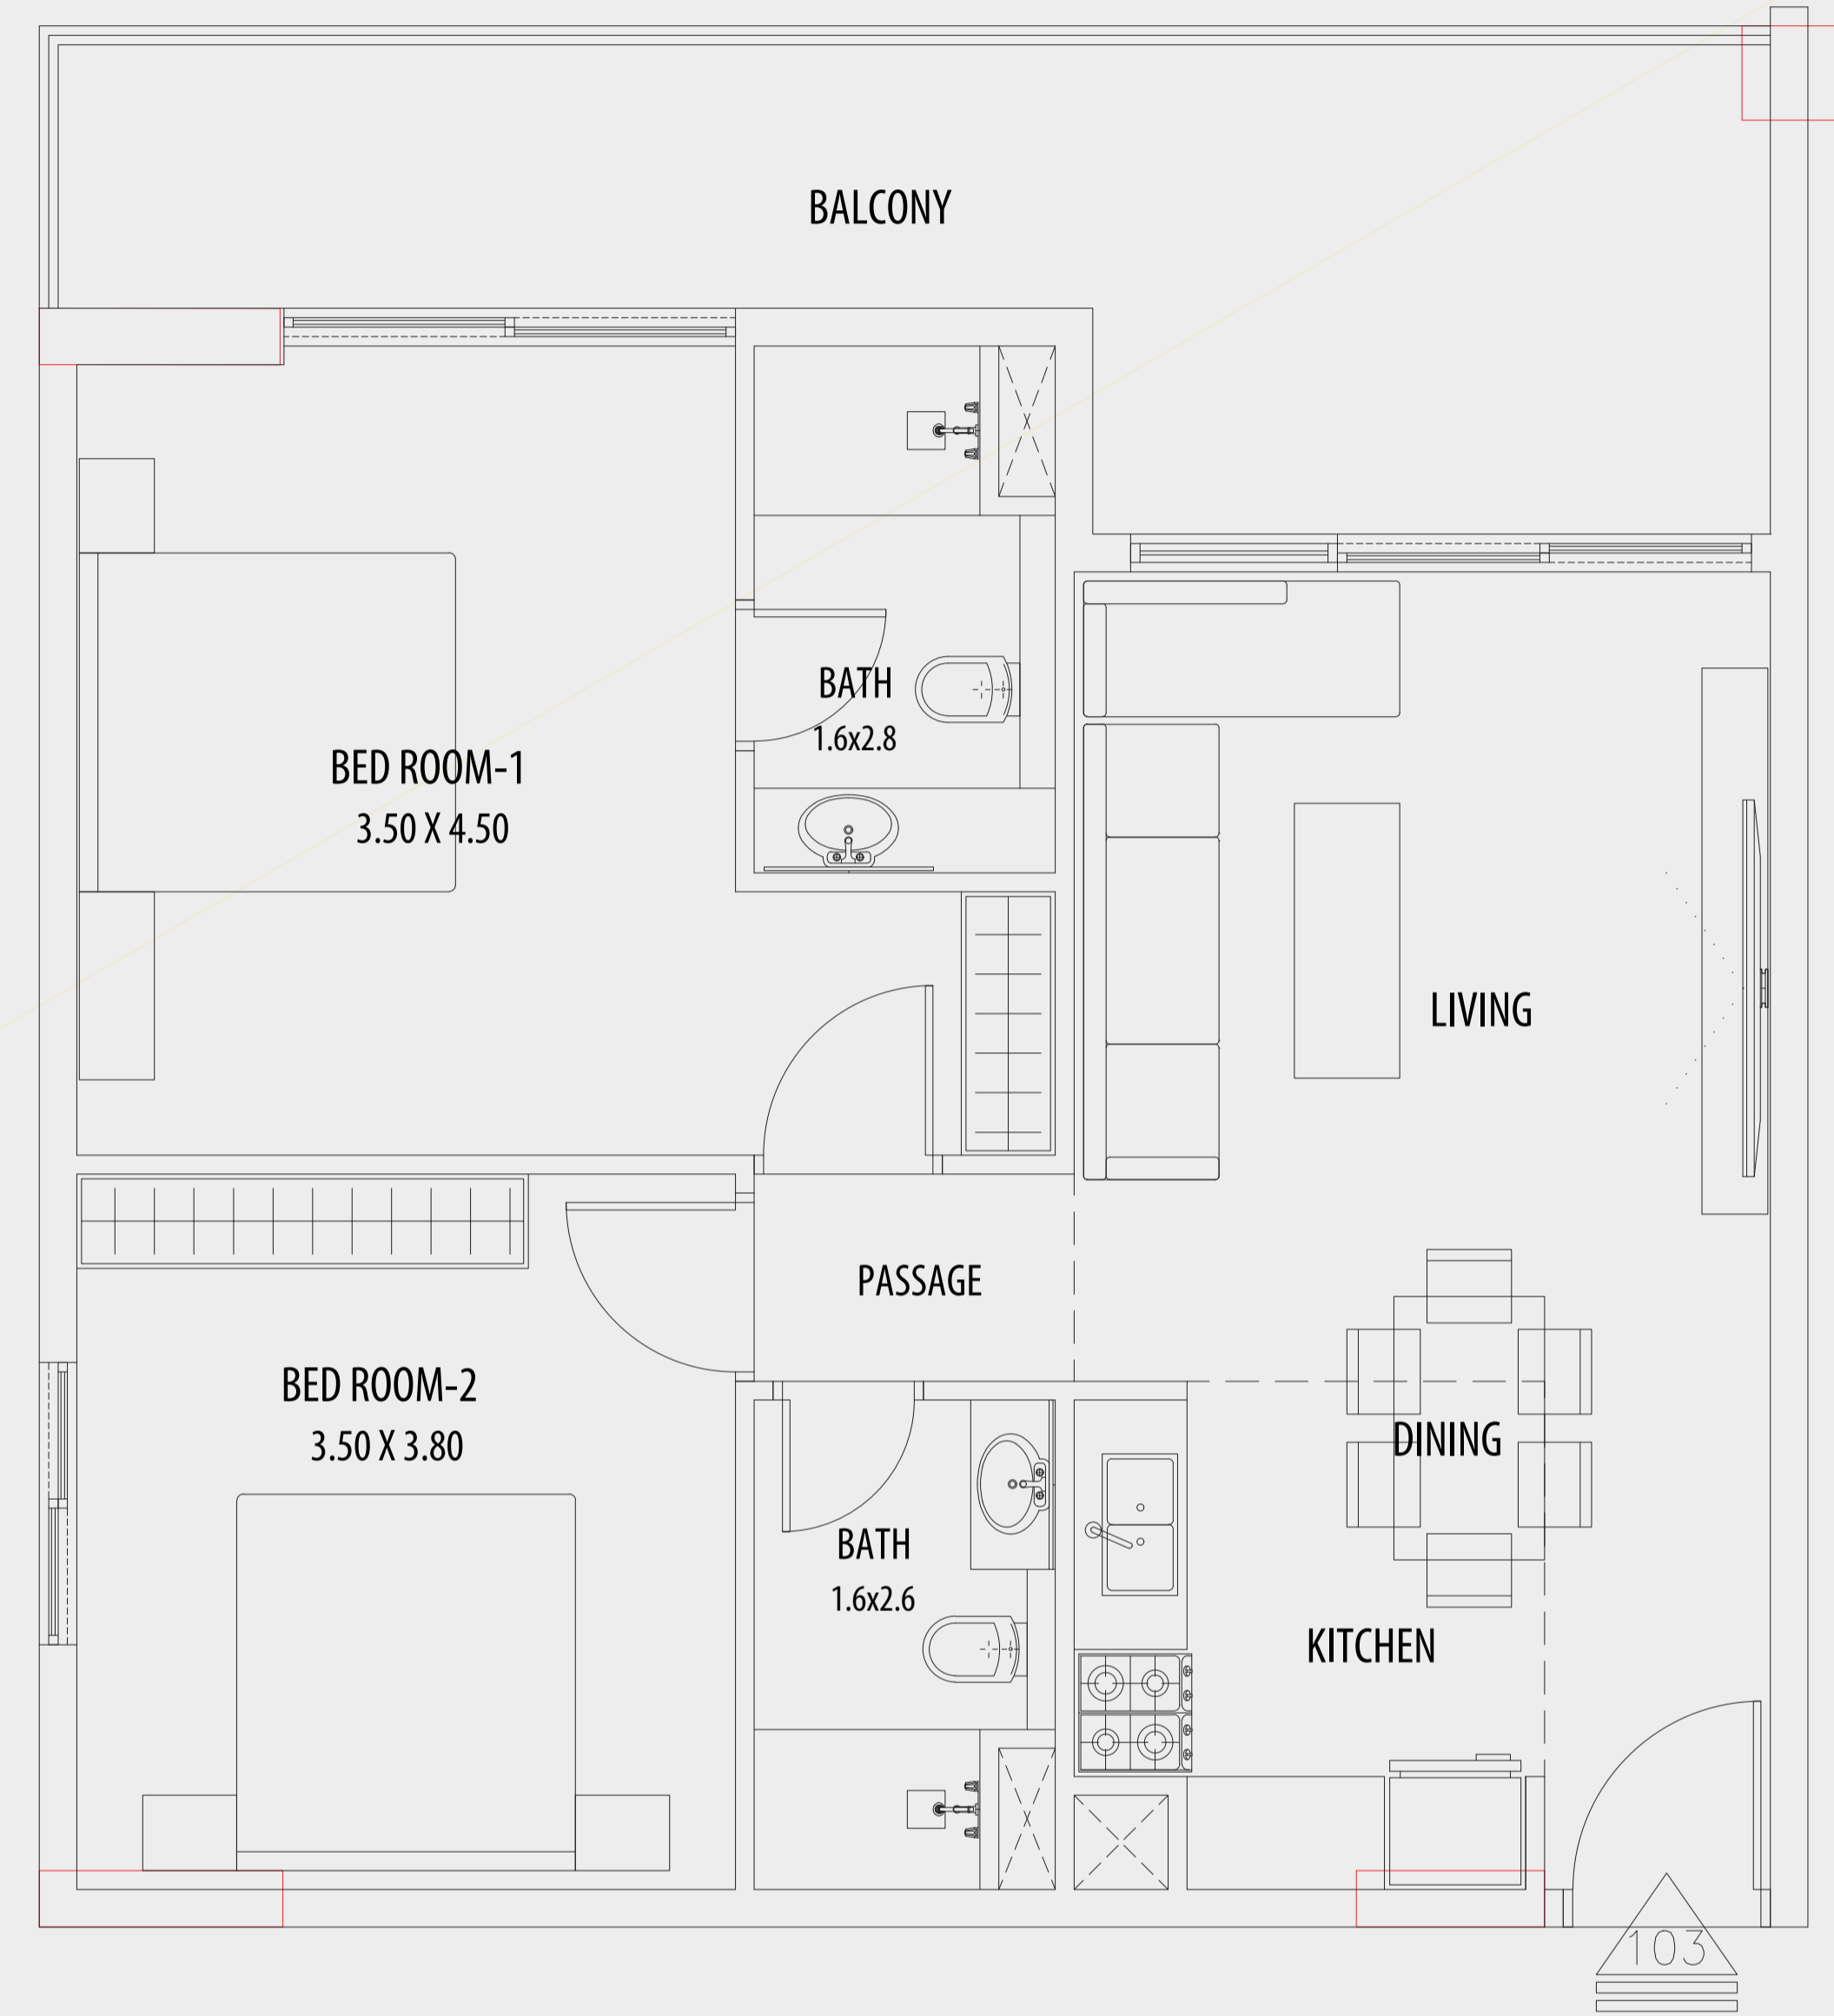 BALCONY
BATH
1.6x2.8
BED ROOM-1
3.50 X 4.50
LIVING
PASSAGE
BED ROOM-2
3.50 X 3.80
DINING
BATH
1.6x2.6
KITCHEN
103